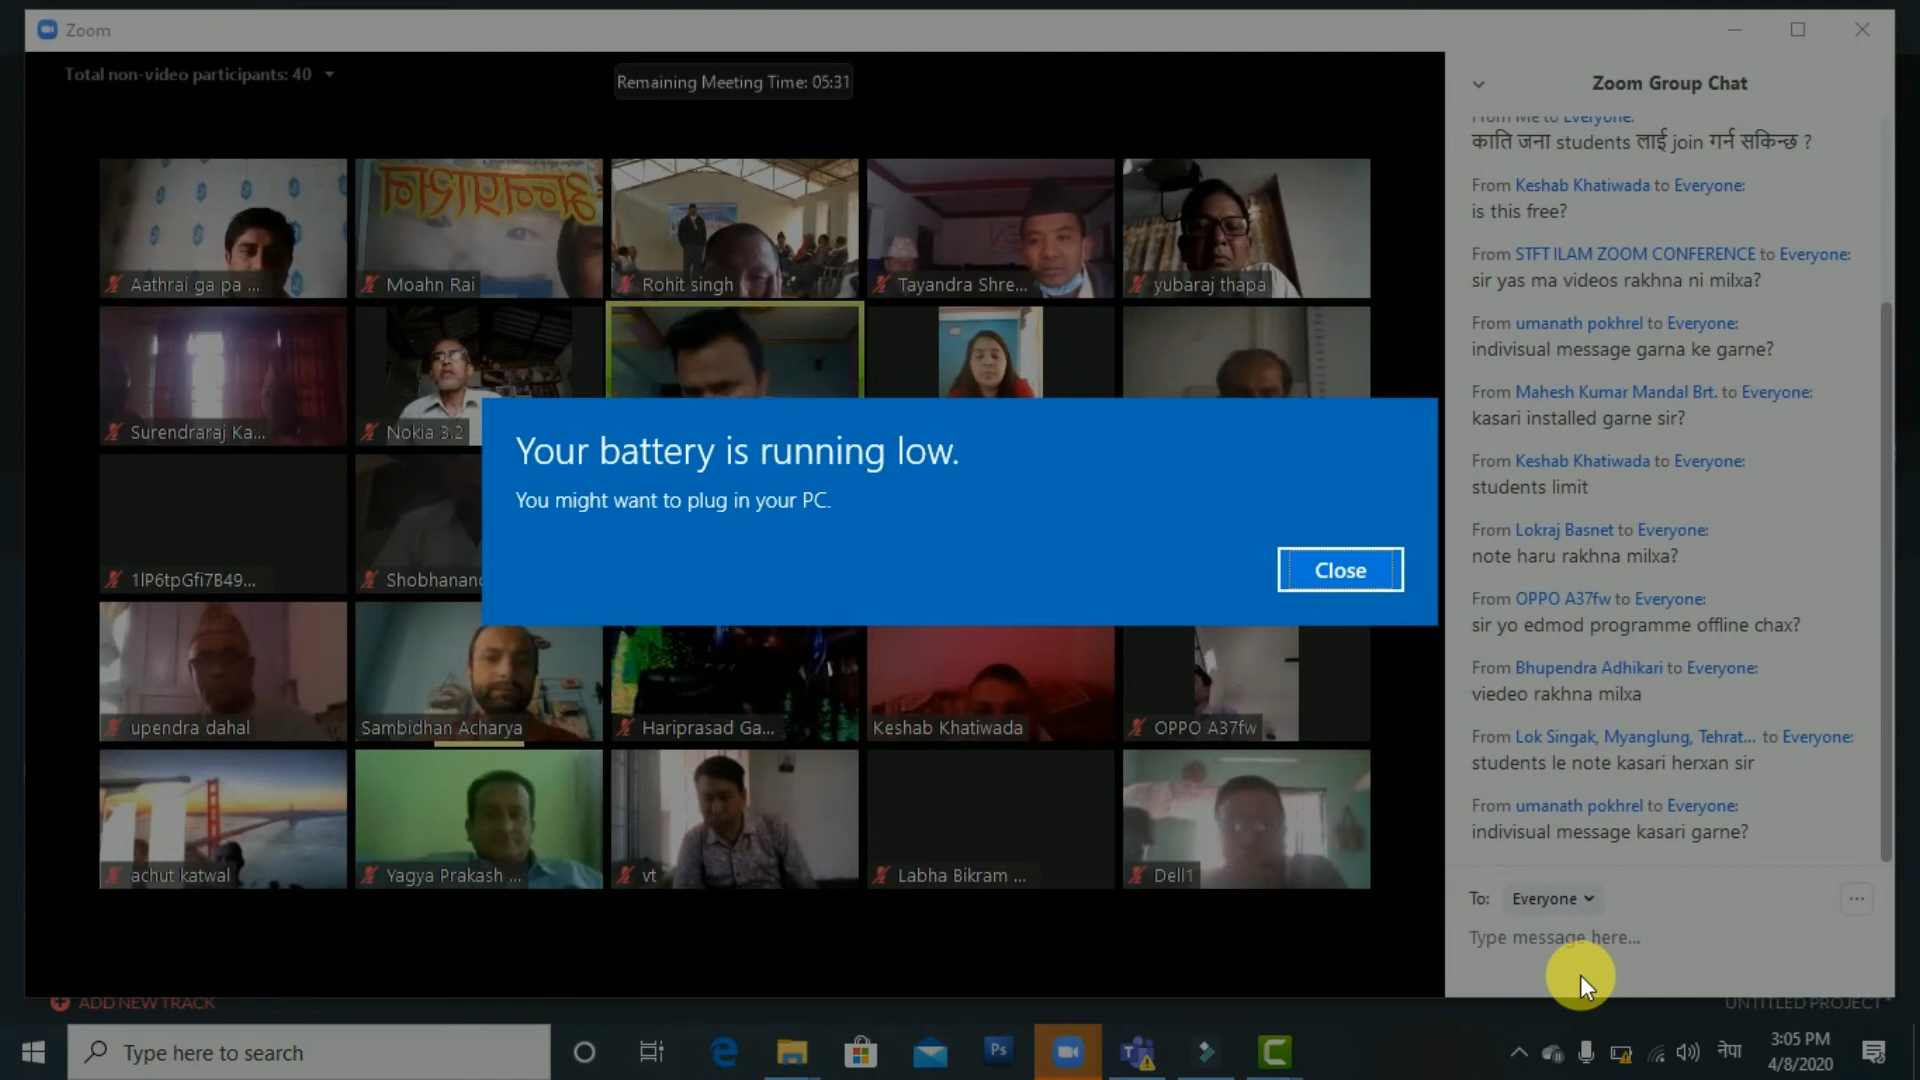 Zoom
Total non-video participants: 40
Remaining Meeting Time: 05:31
Aathrai ga pa ...
Moahn Rai
Rohit singh
Tayandra Shre...
yubaraj thapa
Surendraraj Ka...
Nokia 3.2
Your battery is running low.
You might want to plug in your PC.
Close
1lP6tpGfi7B49...
Shobhanand
upendra dahal
Sambidhan Acharya
Hariprasad Ga...
Keshab Khatiwada
OPPO A37fw
achut katwal
Yagya Prakash ...
vt
Labha Bikram ...
Dell1
Zoom Group Chat
From Me to Everyone:
काति जना students लाई join गर्न सकिन्छ ?
From Keshab Khatiwada to Everyone:
is this free?
From STFT ILAM ZOOM CONFERENCE to Everyone:
sir yas ma videos rakhna ni milxa?
From umanath pokhrel to Everyone:
indivisual message garna ke garne?
From Mahesh Kumar Mandal Brt. to Everyone:
kasari installed garne sir?
From Keshab Khatiwada to Everyone:
students limit
From Lokraj Basnet to Everyone:
note haru rakhna milxa?
From OPPO A37fw to Everyone:
sir yo edmod programme offline chax?
From Bhupendra Adhikari to Everyone:
viedeo rakhna milxa
From Lok Singak, Myanglung, Tehrat... to Everyone:
students le note kasari herxan sir
From umanath pokhrel to Everyone:
indivisual message kasari garne?
To: Everyone
Type message here...
ADD NEW TRACK
UNTITLED PROJECT*
Type here to search
Ps
नेपा
3:05 PM
4/8/2020